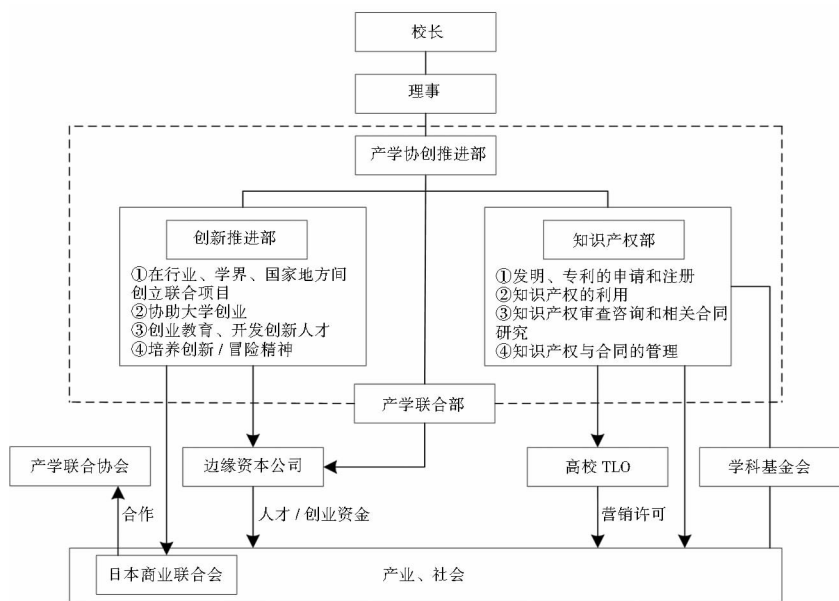 校长
理事
产学协创推进部
创新推进部
①在行业、学界、国家地方间
创立联合项目
②协助大学创业
③创业教育、开发创新人才
④培养创新/冒险精神
知识产权部
①发明、专利的申请和注册
②知识产权的利用
③知识产权审查咨询和相关合同
研究
④知识产权与合同的管理
产学联合部
产学联合协会
边缘资本公司
高校 TLO
学科基金会
合作
人才/创业资金
营销许可
日本商业联合会
产业、社会